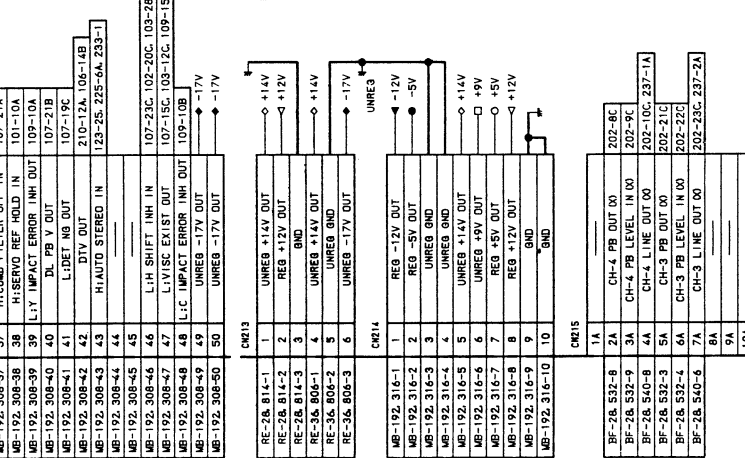 MB-192, 308-38 38 H:SERVO REF HOLD IN 101-10A
MB-192, 308-39 39 L:Y IMPACT ERROR INH OUT 109-10A
MB-192, 308-40 40 DL PB V OUT 107-21B
MB-192, 308-41 41 L:DET NG OUT 107-19C
MB-192, 308-42 42 DTV OUT 210-12A, 106-14B
MB-192, 308-43 43 H:AUTO STEREO IN 123-25, 225-6A, 233-1
MB-192, 308-44 44
MB-192, 308-45 45
MB-192, 308-46 46 L:H SHIFT INH IN 107-23C, 102-20C, 103-28
MB-192, 308-47 47 L:VISC EXIST OUT 107-15C, 103-12C, 109-15
MB-192, 308-48 48 L:C IMPACT ERROR INH OUT 109-10B
MB-192, 308-49 49 UNREG -17V OUT -17V
MB-192, 308-50 50 UNREG -17V OUT -17V
CN213
RE-28, 814-1 1 UNREG +14V OUT +14V
RE-28, 814-2 2 REG +12V OUT +12V
RE-28, 814-3 3 GND
RE-36, 806-1 4 UNREG +14V OUT +14V
RE-36, 806-2 5 UNREG GND
RE-36, 806-3 6 UNREG -17V OUT -17V
UNREG
CN214
MB-192, 316-1 1 REG -12V OUT -12V
MB-192, 316-2 2 REG -5V OUT -5V
MB-192, 316-3 3 UNREG GND
MB-192, 316-4 4 UNREG GND
MB-192, 316-5 5 UNREG +14V OUT +14V
MB-192, 316-6 6 UNREG +9V OUT +9V
MB-192, 316-7 7 REG +5V OUT +5V
MB-192, 316-8 8 REG +12V OUT +12V
MB-192, 316-9 9 GND
MB-192, 316-10 10 GND
CN215
1A
BF-28, 532-8 2A CH-4 PB OUT (X) 202-8C
BF-28, 532-9 3A CH-4 PB LEVEL IN (X) 202-9C
BF-28, 540-8 4A CH-4 LINE OUT (X) 202-10C, 237-1A
BF-28, 532-3 5A CH-3 PB OUT (X) 202-21C
BF-28, 532-4 6A CH-3 PB LEVEL IN (X) 202-22C
BF-28, 540-6 7A CH-3 LINE OUT (X) 202-23C, 237-2A
8A
9A